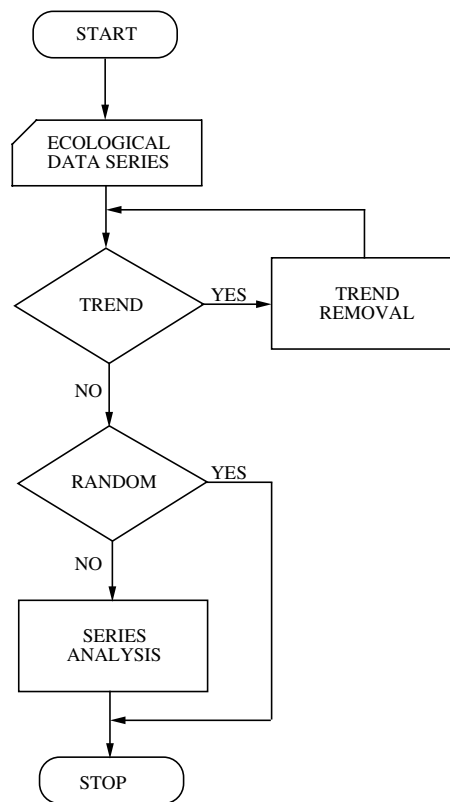 START
ECOLOGICAL
DATA SERIES
TREND
YES
TREND
REMOVAL
NO
RANDOM
YES
NO
SERIES
ANALYSIS
STOP